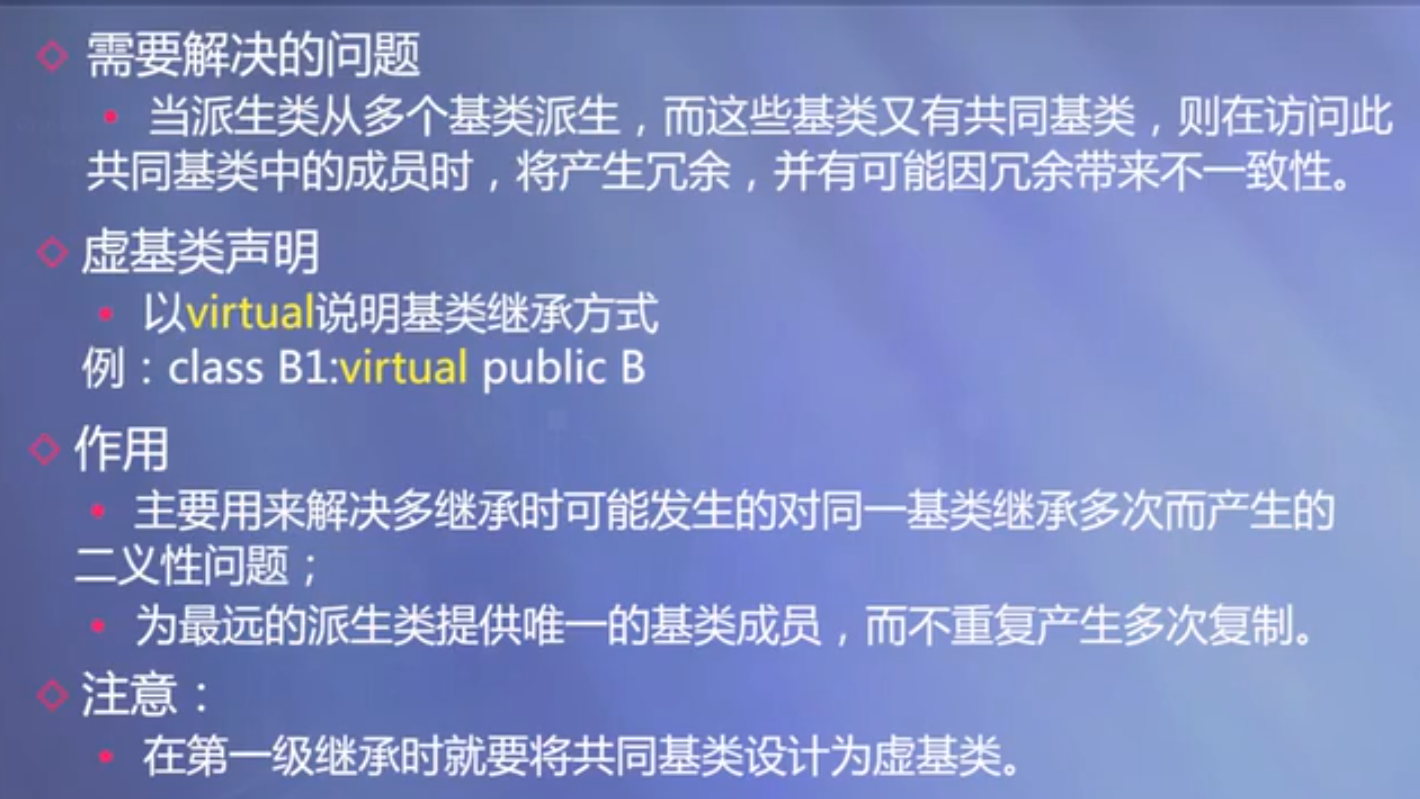 ◇ 需要解决的问题
• 当派生类从多个基类派生，而这些基类又有共同基类，则在访问此
共同基类中的成员时，将产生冗余，并有可能因冗余带来不一致性。
◇ 虚基类声明
• 以virtual说明基类继承方式
例：class B1:virtual public B
◇ 作用
• 主要用来解决多继承时可能发生的对同一基类继承多次而产生的
二义性问题；
• 为最远的派生类提供唯一的基类成员，而不重复产生多次复制。
◇ 注意：
• 在第一级继承时就要将共同基类设计为虚基类。